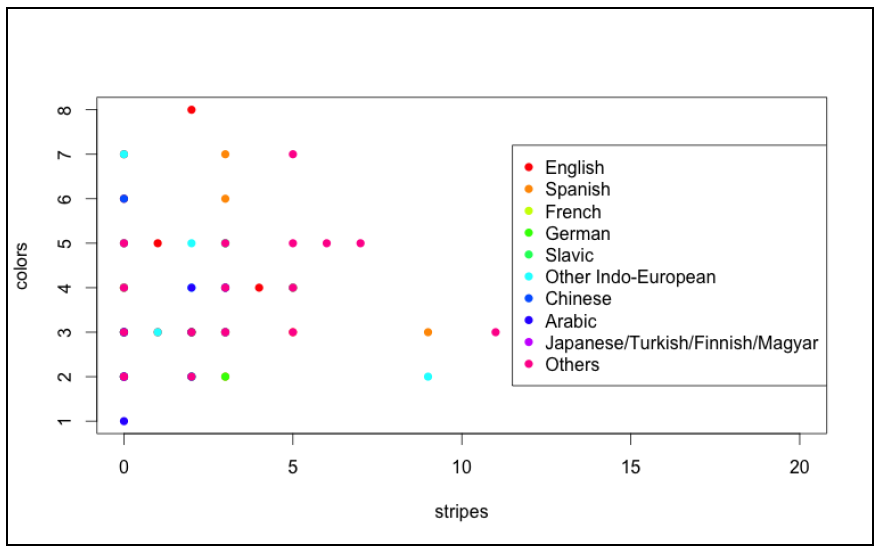 8
7
6
5
4
3
2
1
colors
English
Spanish
French
German
Slavic
Other Indo-European
Chinese
Arabic
Japanese/Turkish/Finnish/Magyar
Others
0 5 10 15 20
stripes